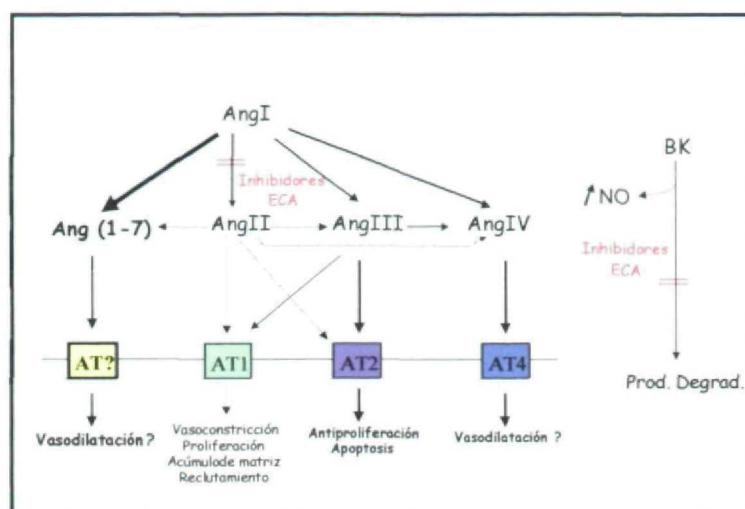 AngI
BK
Inhibidores
ECA
NO
Ang (1-7)
AngII
AngIII
AngIV
Inhibidores
ECA
AT?
AT1
AT2
AT4
Prod. Degrad.
Vasodilatación ?
Vasoconstricción
Proliferación
Acúmulode matriz
Reclutamiento
Antiproliferación
Apoptosis
Vasodilatación ?